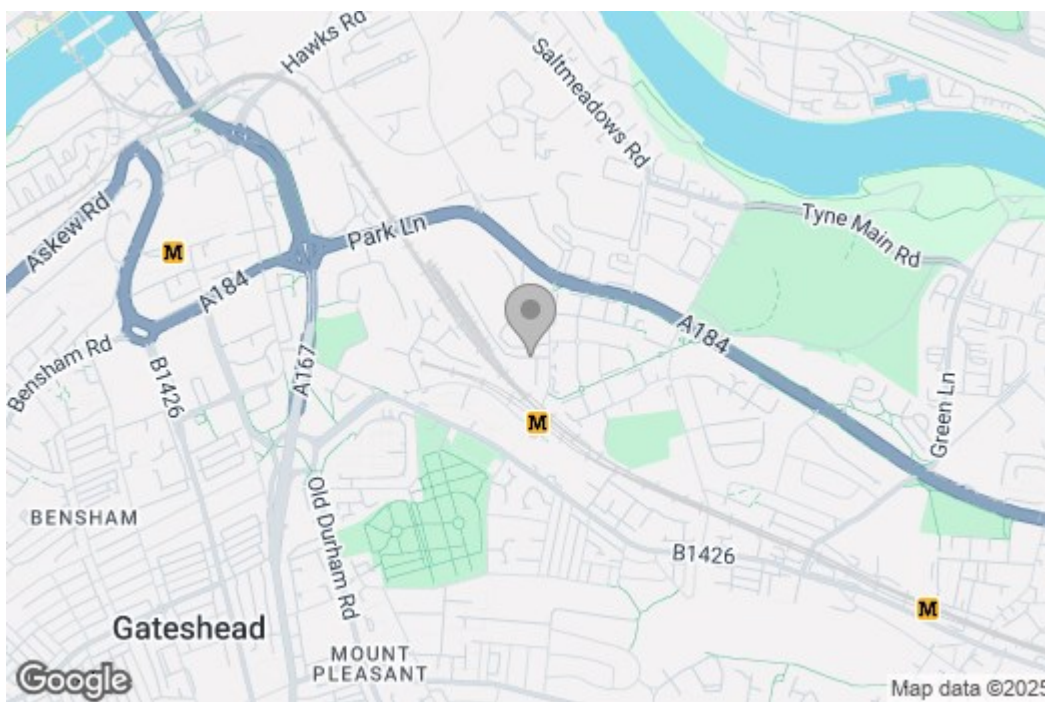 Hawks Rd
Saltmeadows Rd
Askew Rd
Park Ln
Tyne Main Rd
M
A184
A184
Bensham Rd
B1426
A167
Green Ln
M
BENSHAM
Old Durham Rd
B1426
M
Gateshead
MOUNT
PLEASANT
Google
Map data ©2025